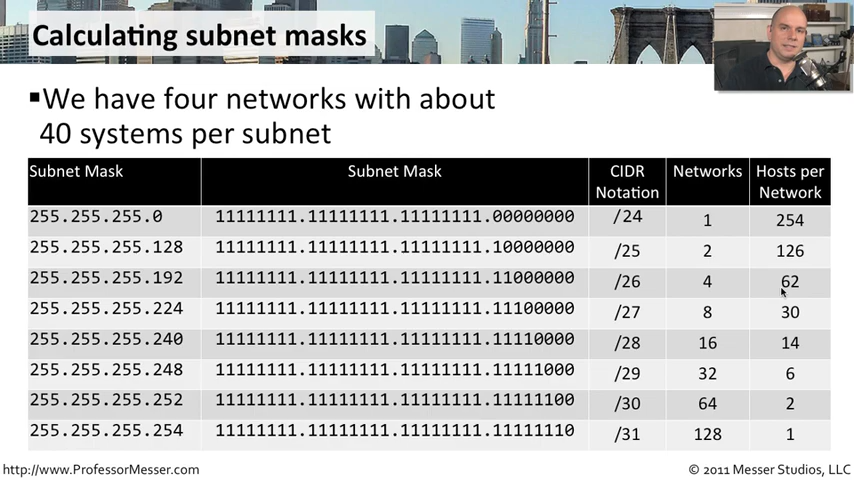 Calculating subnet masks
▪We have four networks with about
40 systems per subnet
Subnet Mask Subnet Mask CIDR Notation Networks Hosts per Network
255.255.255.0 11111111.11111111.11111111.00000000 /24 1 254
255.255.255.128 11111111.11111111.11111111.10000000 /25 2 126
255.255.255.192 11111111.11111111.11111111.11000000 /26 4 62
255.255.255.224 11111111.11111111.11111111.11100000 /27 8 30
255.255.255.240 11111111.11111111.11111111.11110000 /28 16 14
255.255.255.248 11111111.11111111.11111111.11111000 /29 32 6
255.255.255.252 11111111.11111111.11111111.11111100 /30 64 2
255.255.255.254 11111111.11111111.11111111.11111110 /31 128 1
http://www.ProfessorMesser.com © 2011 Messer Studios, LLC